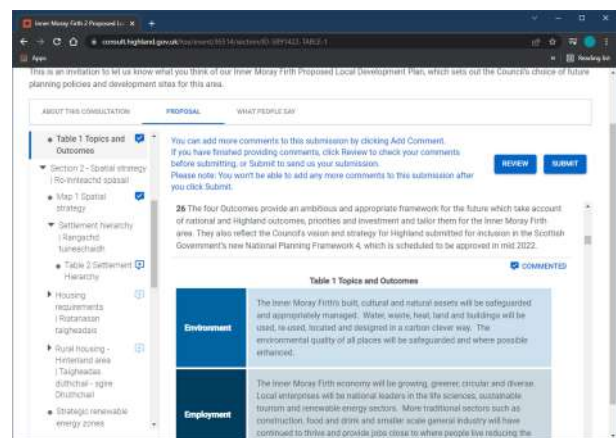 Inner Moray Firth 2 Proposed Lo
consult.highland.gov.uk
Apps
Reading list
This is an invitation to let us know what you think of our Inner Moray Firth Proposed Local Development Plan, which sets out the Council's choice of future
planning policies and development sites for this area.
ABOUT THIS CONSULTATION
PROPOSAL
WHAT PEOPLE SAY
Table 1 Topics and
Outcomes
Section 2 - Spatial strategy
| Ro-innleachd spàsail
Map 1 Spatial
strategy
Settlement hierarchy
| Rangachd
tuineachaidh
Table 2 Settlement
Hierarchy
Housing
requirements
| Riatanasan
taigheadais
Rural housing -
Hinterland area
| Taigheadas
dùthchail - sgìre
Strategic renewable
energy zones
You can add more comments to this submission by clicking Add Comment.
If you have finished providing comments, click Review to check your comments
before submitting, or Submit to send us your submission.
Please note: You won't be able to add any more comments to this submission after
you click Submit.
REVIEW
SUBMIT
26 The four Outcomes provide an ambitious and appropriate framework for the future which take account
of national and Highland outcomes, priorities and investment and tailor them for the Inner Moray Firth
area. They also reflect the Council's vision and strategy for Highland submitted for inclusion in the Scottish
Government's new National Planning Framework 4, which is scheduled to be approved in mid 2022.
COMMENTED
Table 1 Topics and Outcomes
Environment
The Inner Moray Firth's built, cultural and natural assets will be safeguarded
and appropriately managed. Water, waste, heat, land and buildings will be
used, re-used, located and designed in a carbon clever way. The
environmental quality of all places will be safeguarded and where possible
enhanced.
Employment
The Inner Moray Firth economy will be growing, greener, circular and diverse.
Local enterprises will be national leaders in the life sciences, sustainable
tourism and renewable energy sectors. More traditional sectors such as
construction, food and drink and smaller scale general industry will have
continued to thrive and provide jobs close to where people live reducing the